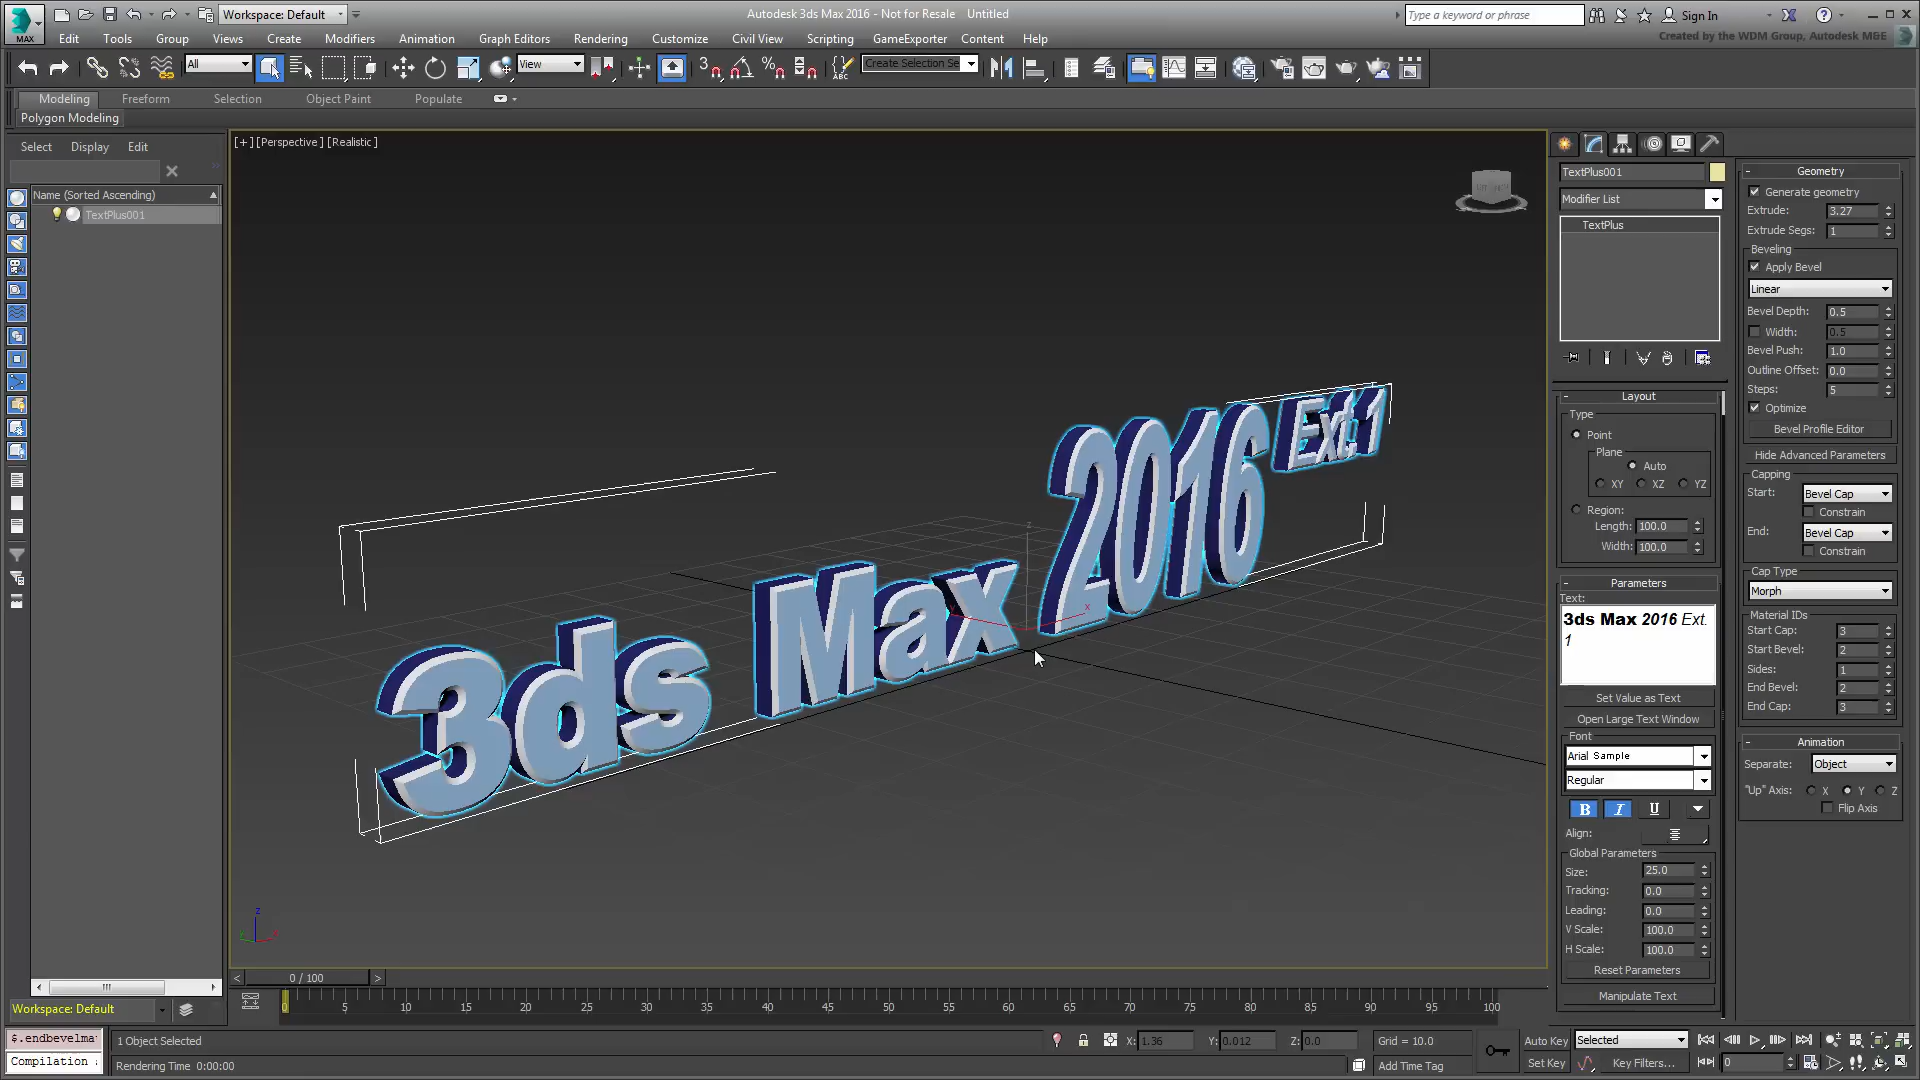 Workspace: Default
Autodesk 3ds Max 2016 - Not for Resale Untitled
Type a keyword or phrase
Sign In
MAX
Edit Tools Group Views Create Modifiers Animation Graph Editors Rendering Customize Civil View Scripting GameExporter Content Help
Created by the WDM Group, Autodesk M&E
All
View
Create Selection Se
Modeling Freeform Selection Object Paint Populate
Polygon Modeling
Select Display Edit
Name (Sorted Ascending)
TextPlus001
[+] [Perspective] [Realistic]
3ds Max 2016 Ext.1
TextPlus001
Modifier List
TextPlus
Layout
Type
Point
Plane
Auto
XY XZ YZ
Region:
Length: 100.0
Width: 100.0
Parameters
Text:
3ds Max 2016 Ext.
1
Set Value as Text
Open Large Text Window
Font
Arial Sample
Regular
B I U
Align:
Global Parameters
Size: 25.0
Tracking: 0.0
Leading: 0.0
V Scale: 100.0
H Scale: 100.0
Reset Parameters
Manipulate Text
Geometry
Generate geometry
Extrude: 3.27
Extrude Segs: 1
Beveling
Apply Bevel
Linear
Bevel Depth: 0.5
Width: 0.5
Bevel Push: 1.0
Outline Offset: 0.0
Steps: 5
Optimize
Bevel Profile Editor
Hide Advanced Parameters
Capping
Start: Bevel Cap
Constrain
End: Bevel Cap
Constrain
Cap Type
Morph
Material IDs
Start Cap: 3
Start Bevel: 2
Sides: 1
End Bevel: 2
End Cap: 3
Animation
Separate: Object
"Up" Axis: X Y Z
Flip Axis
0 / 100
0 5 10 15 20 25 30 35 40 45 50 55 60 65 70 75 80 85 90 95 100
Workspace: Default
$.endbevelma
Compilation
1 Object Selected
Rendering Time 0:00:00
X: 1.36 Y: 0.012 Z: 0.0
Grid = 10.0
Add Time Tag
Auto Key Selected
Set Key Key Filters...
0